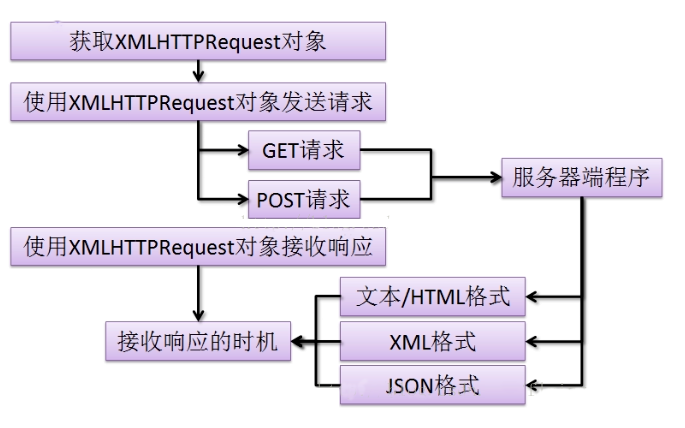 获取XMLHTTPRequest对象
使用XMLHTTPRequest对象发送请求
GET请求
POST请求
服务器端程序
使用XMLHTTPRequest对象接收响应
文本/HTML格式
接收响应的时机
XML格式
JSON格式